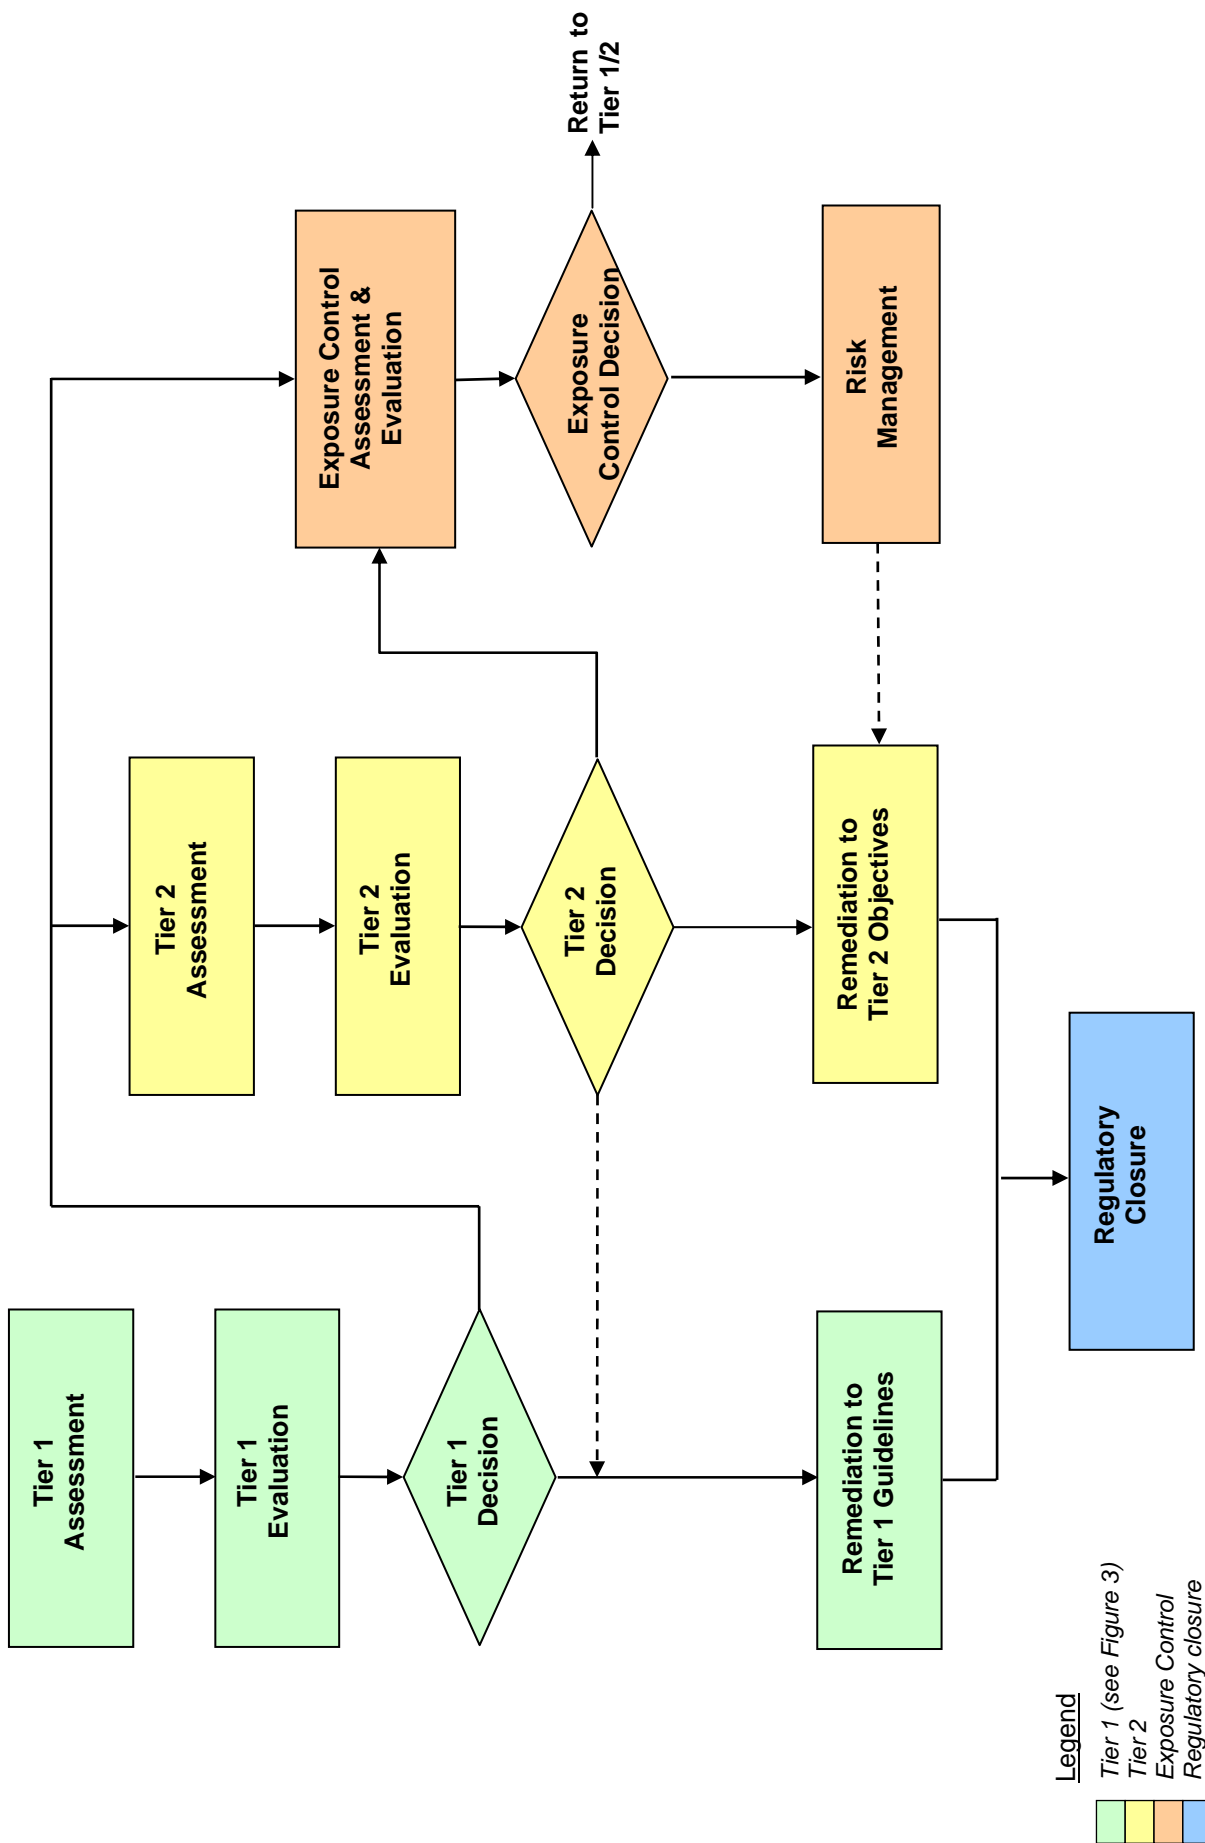 Tier 1
Assessment
Tier 1
Evaluation
Tier 1
Decision
Remediation to
Tier 1 Guidelines
Tier 2
Assessment
Tier 2
Evaluation
Tier 2
Decision
Remediation to
Tier 2 Objectives
Exposure Control
Assessment &
Evaluation
Exposure
Control Decision
Return to
Tier 1/2
Risk
Management
Regulatory
Closure
Legend
Tier 1 (see Figure 3)
Tier 2
Exposure Control
Regulatory closure